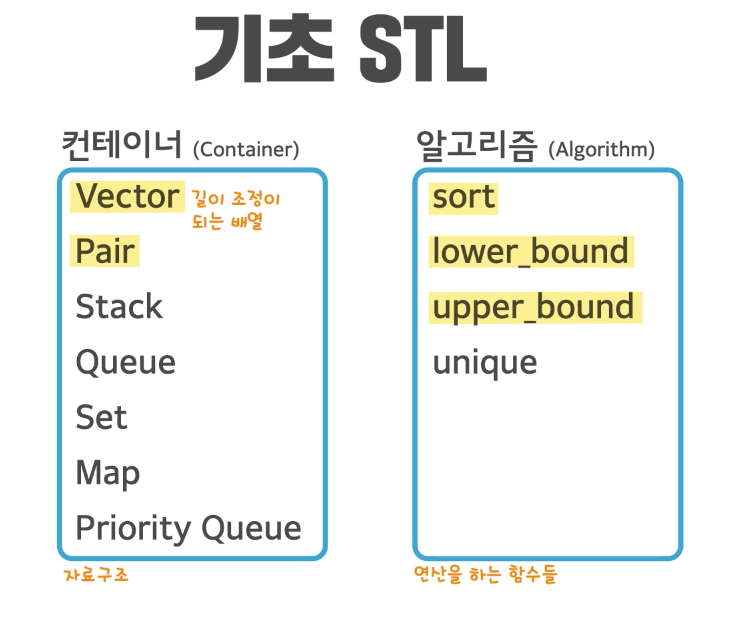 기초 STL
컨테이너 (Container)
Vector 길이 조정이
되는 배열
Pair
Stack
Queue
Set
Map
Priority Queue
자료구조
알고리즘 (Algorithm)
sort
lower_bound
upper_bound
unique
연산을 하는 함수들